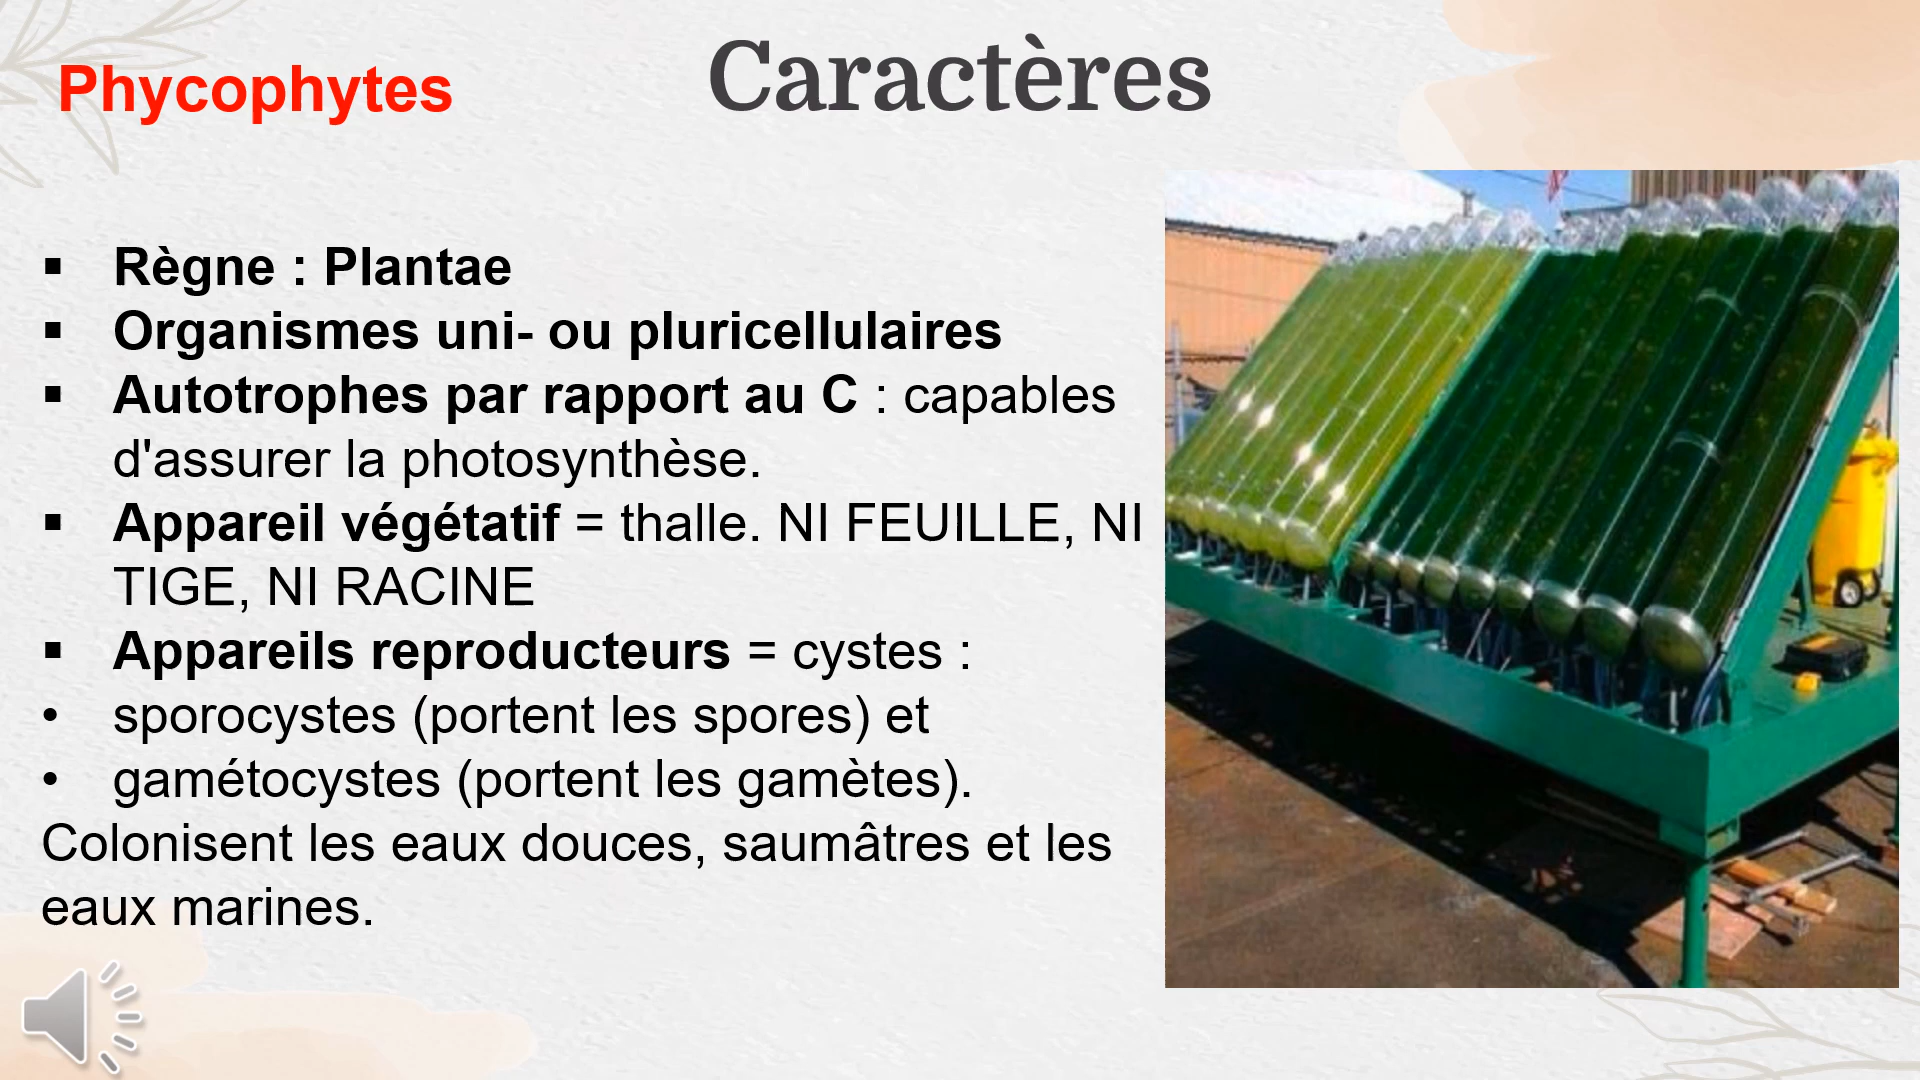 Phycophytes
Caractères
▪ Règne : Plantae
▪ Organismes uni- ou pluricellulaires
▪ Autotrophes par rapport au C : capables
d'assurer la photosynthèse.
▪ Appareil végétatif = thalle. NI FEUILLE, NI
TIGE, NI RACINE
▪ Appareils reproducteurs = cystes :
• sporocystes (portent les spores) et
• gamétocystes (portent les gamètes).
Colonisent les eaux douces, saumâtres et les
eaux marines.